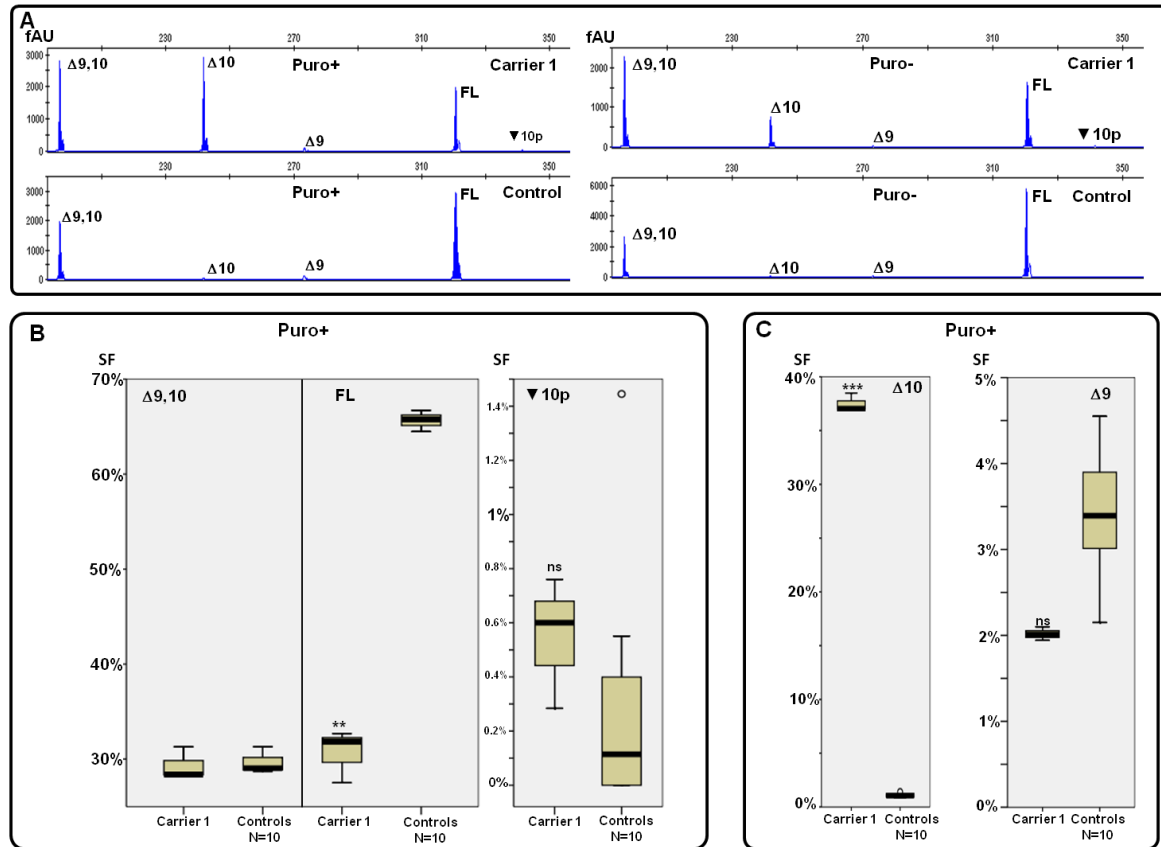 A
fAU
230 270 310 350
3000
2000
1000
0
Δ9,10
Δ10
Puro+
Δ9
Carrier 1
FL
▼10p
230 270 310 350
3000
2000
1000
0
Δ9,10
Δ10
Puro+
Δ9
FL
Control
fAU
230 270 310 350
2000
1000
0
Δ9,10
Δ10
Puro-
Δ9
Carrier 1
FL
▼10p
230 270 310 350
6000
4000
2000
0
Δ9,10
Δ10
Puro-
Δ9
FL
Control
B
Puro+
SF
70%
60%
50%
40%
30%
Δ9,10
FL
**
Carrier 1
Controls
N=10
Carrier 1
Controls
N=10
SF
1.4%
1.2%
1%
0.8%
0.6%
0.4%
0.2%
0%
▼10p
ns
Carrier 1
Controls
N=10
C
Puro+
SF
40%
30%
20%
10%
0%
***
Δ10
Carrier 1
Controls
N=10
SF
5%
4%
3%
2%
1%
0%
Δ9
ns
Carrier 1
Controls
N=10